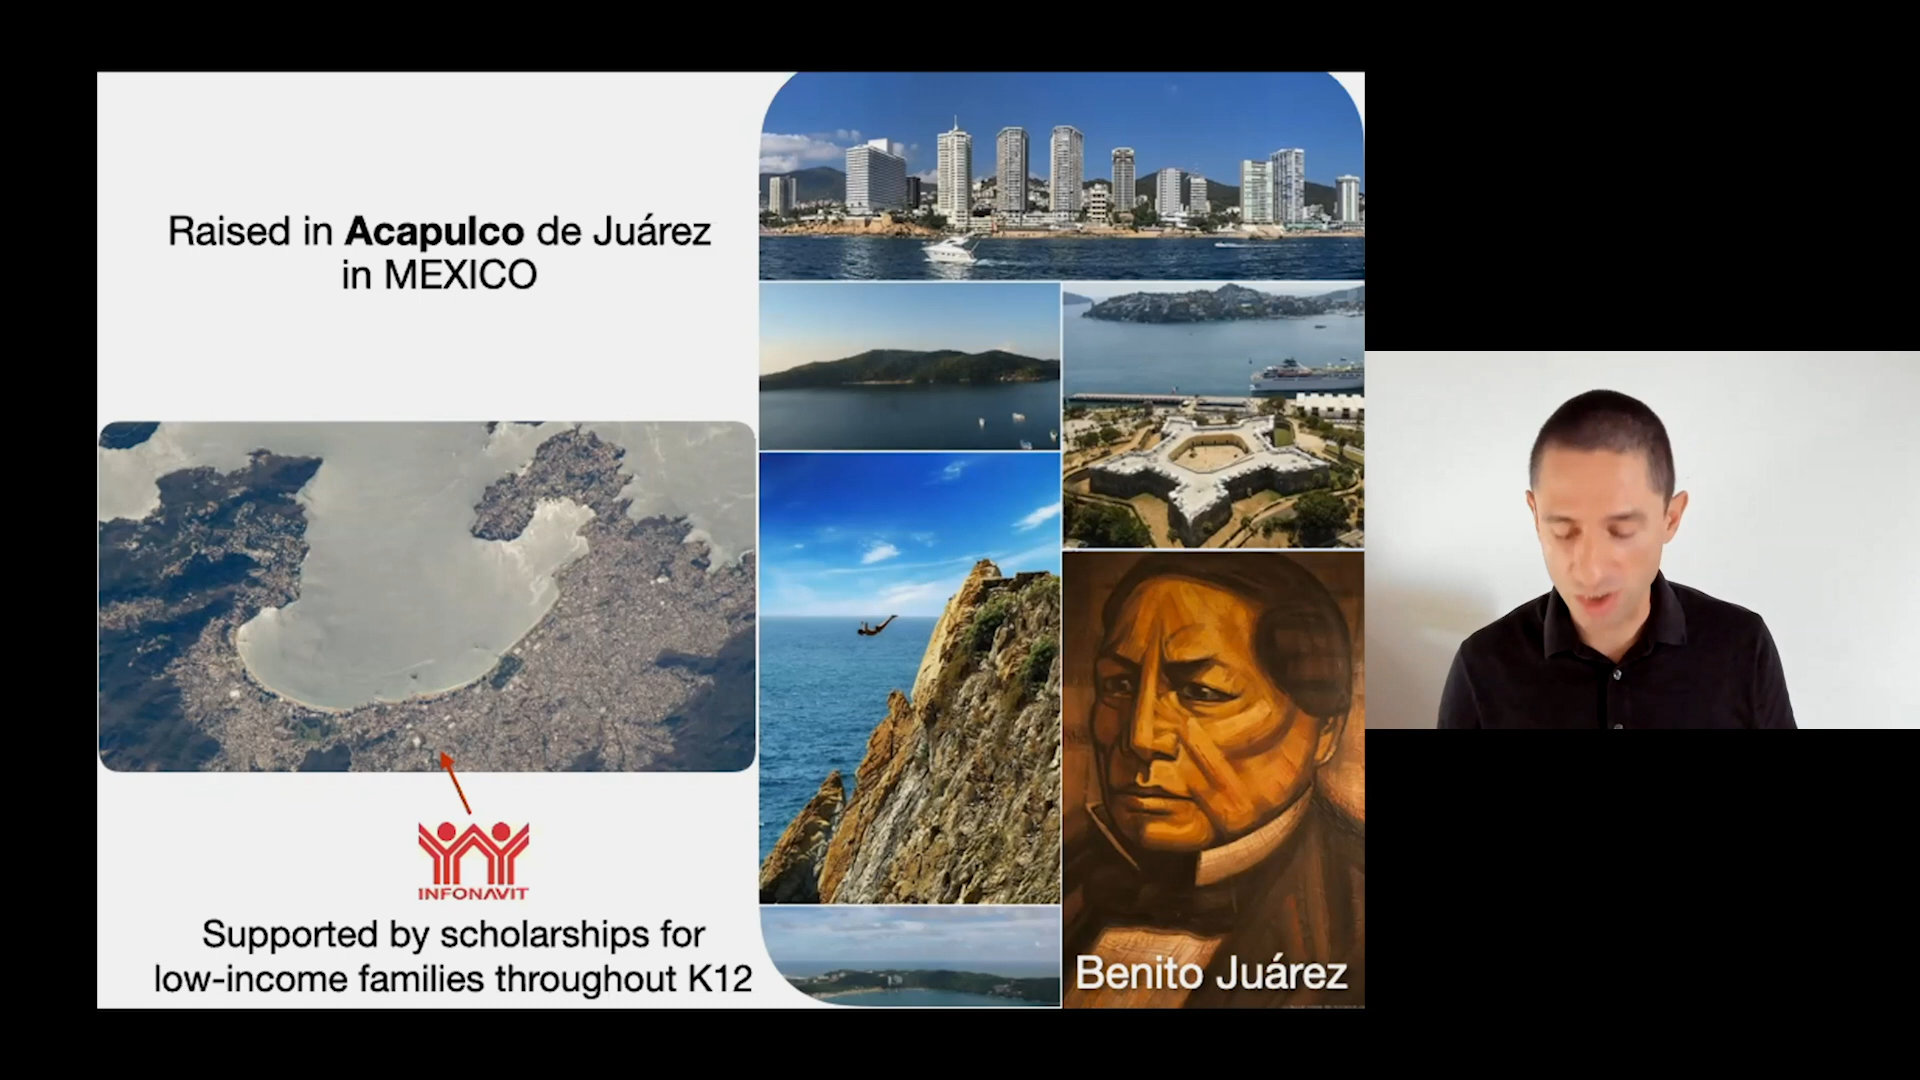 Raised in Acapulco de Juárez
in MEXICO
INFONAVIT
Supported by scholarships for
low-income families throughout K12
Benito Juárez